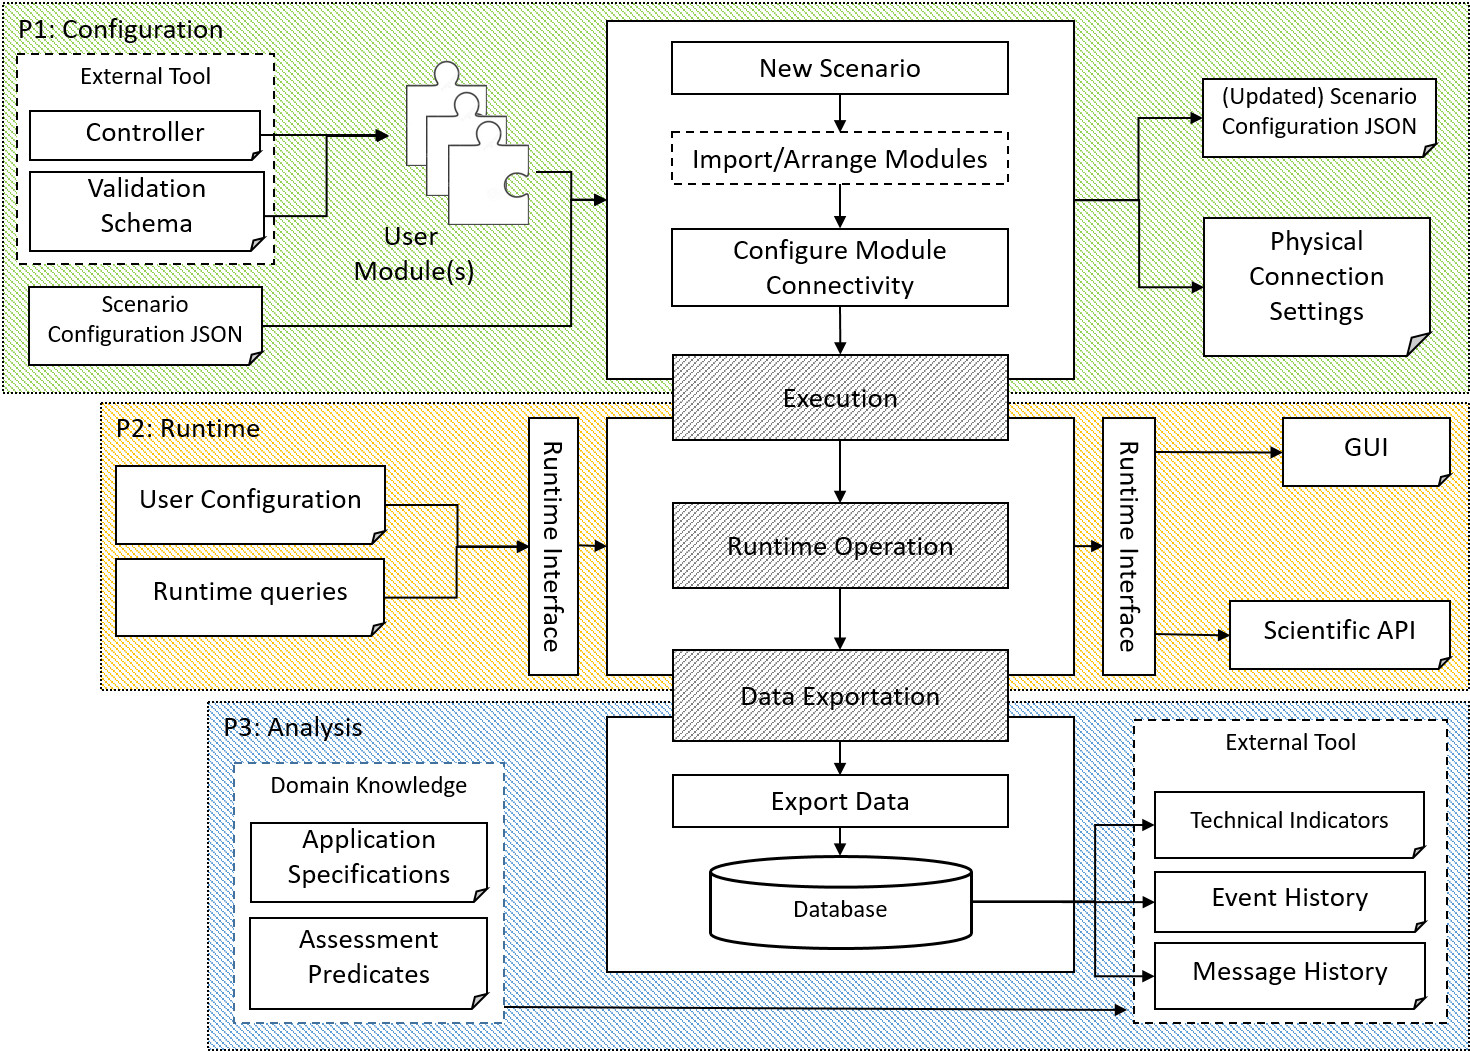 P1: Configuration
External Tool
Controller
Validation
Schema
Scenario
Configuration JSON
User
Module(s)
New Scenario
Import/Arrange Modules
Configure Module
Connectivity
Execution
(Updated) Scenario
Configuration JSON
Physical
Connection
Settings
P2: Runtime
User Configuration
Runtime queries
Runtime Interface
Runtime Operation
Data Exportation
Runtime Interface
GUI
Scientific API
P3: Analysis
Domain Knowledge
Application
Specifications
Assessment
Predicates
Export Data
Database
External Tool
Technical Indicators
Event History
Message History